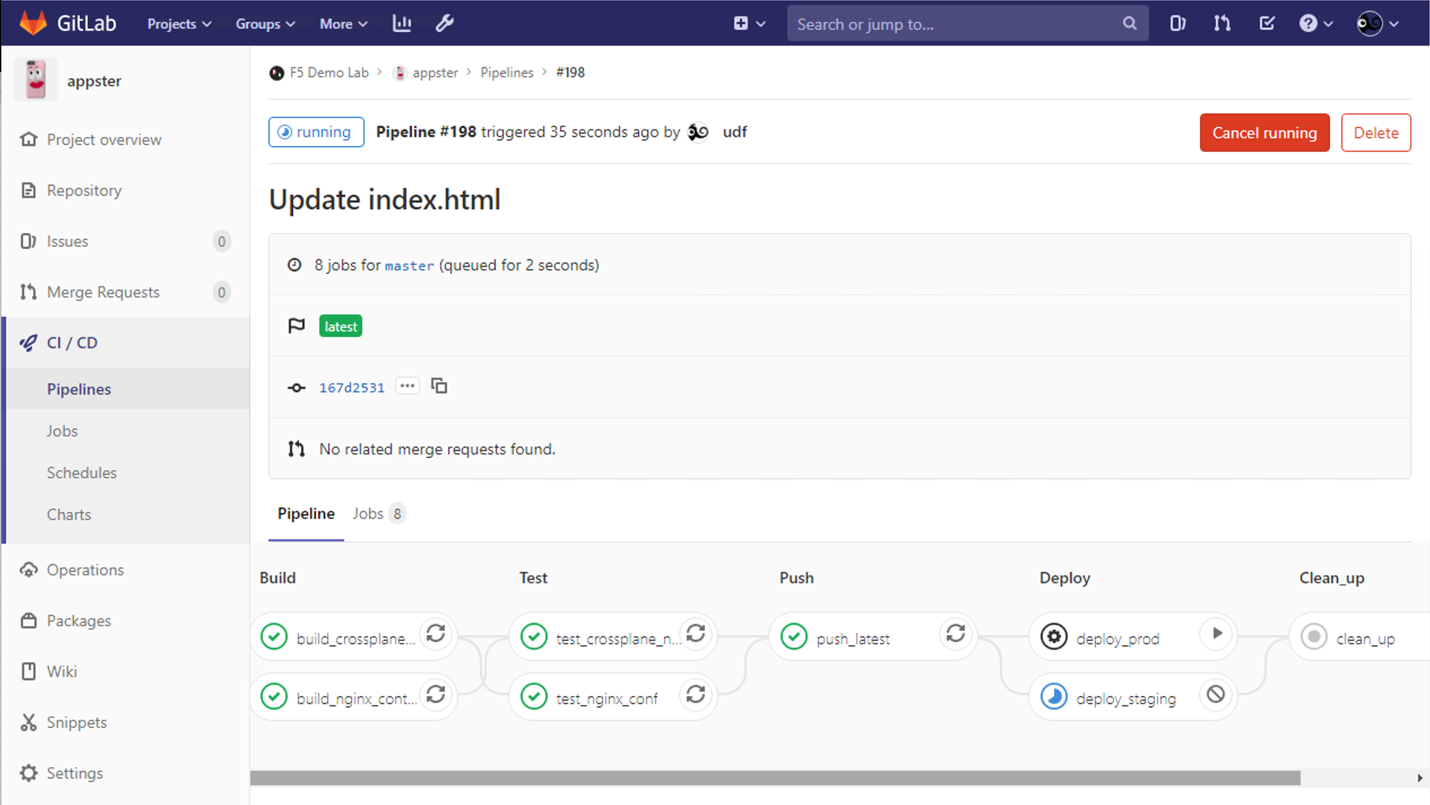 GitLab Projects Groups More Search or jump to...
appster
Project overview
Repository
Issues 0
Merge Requests 0
CI / CD
Pipelines
Jobs
Schedules
Charts
Operations
Packages
Wiki
Snippets
Settings
F5 Demo Lab > appster > Pipelines > #198
running Pipeline #198 triggered 35 seconds ago by udf Cancel running Delete
Update index.html
8 jobs for master (queued for 2 seconds)
latest
167d2531 ...
No related merge requests found.
Pipeline Jobs 8
Build Test Push Deploy Clean_up
build_crossplane... test_crossplane_n... push_latest deploy_prod clean_up
build_nginx_cont... test_nginx_conf deploy_staging